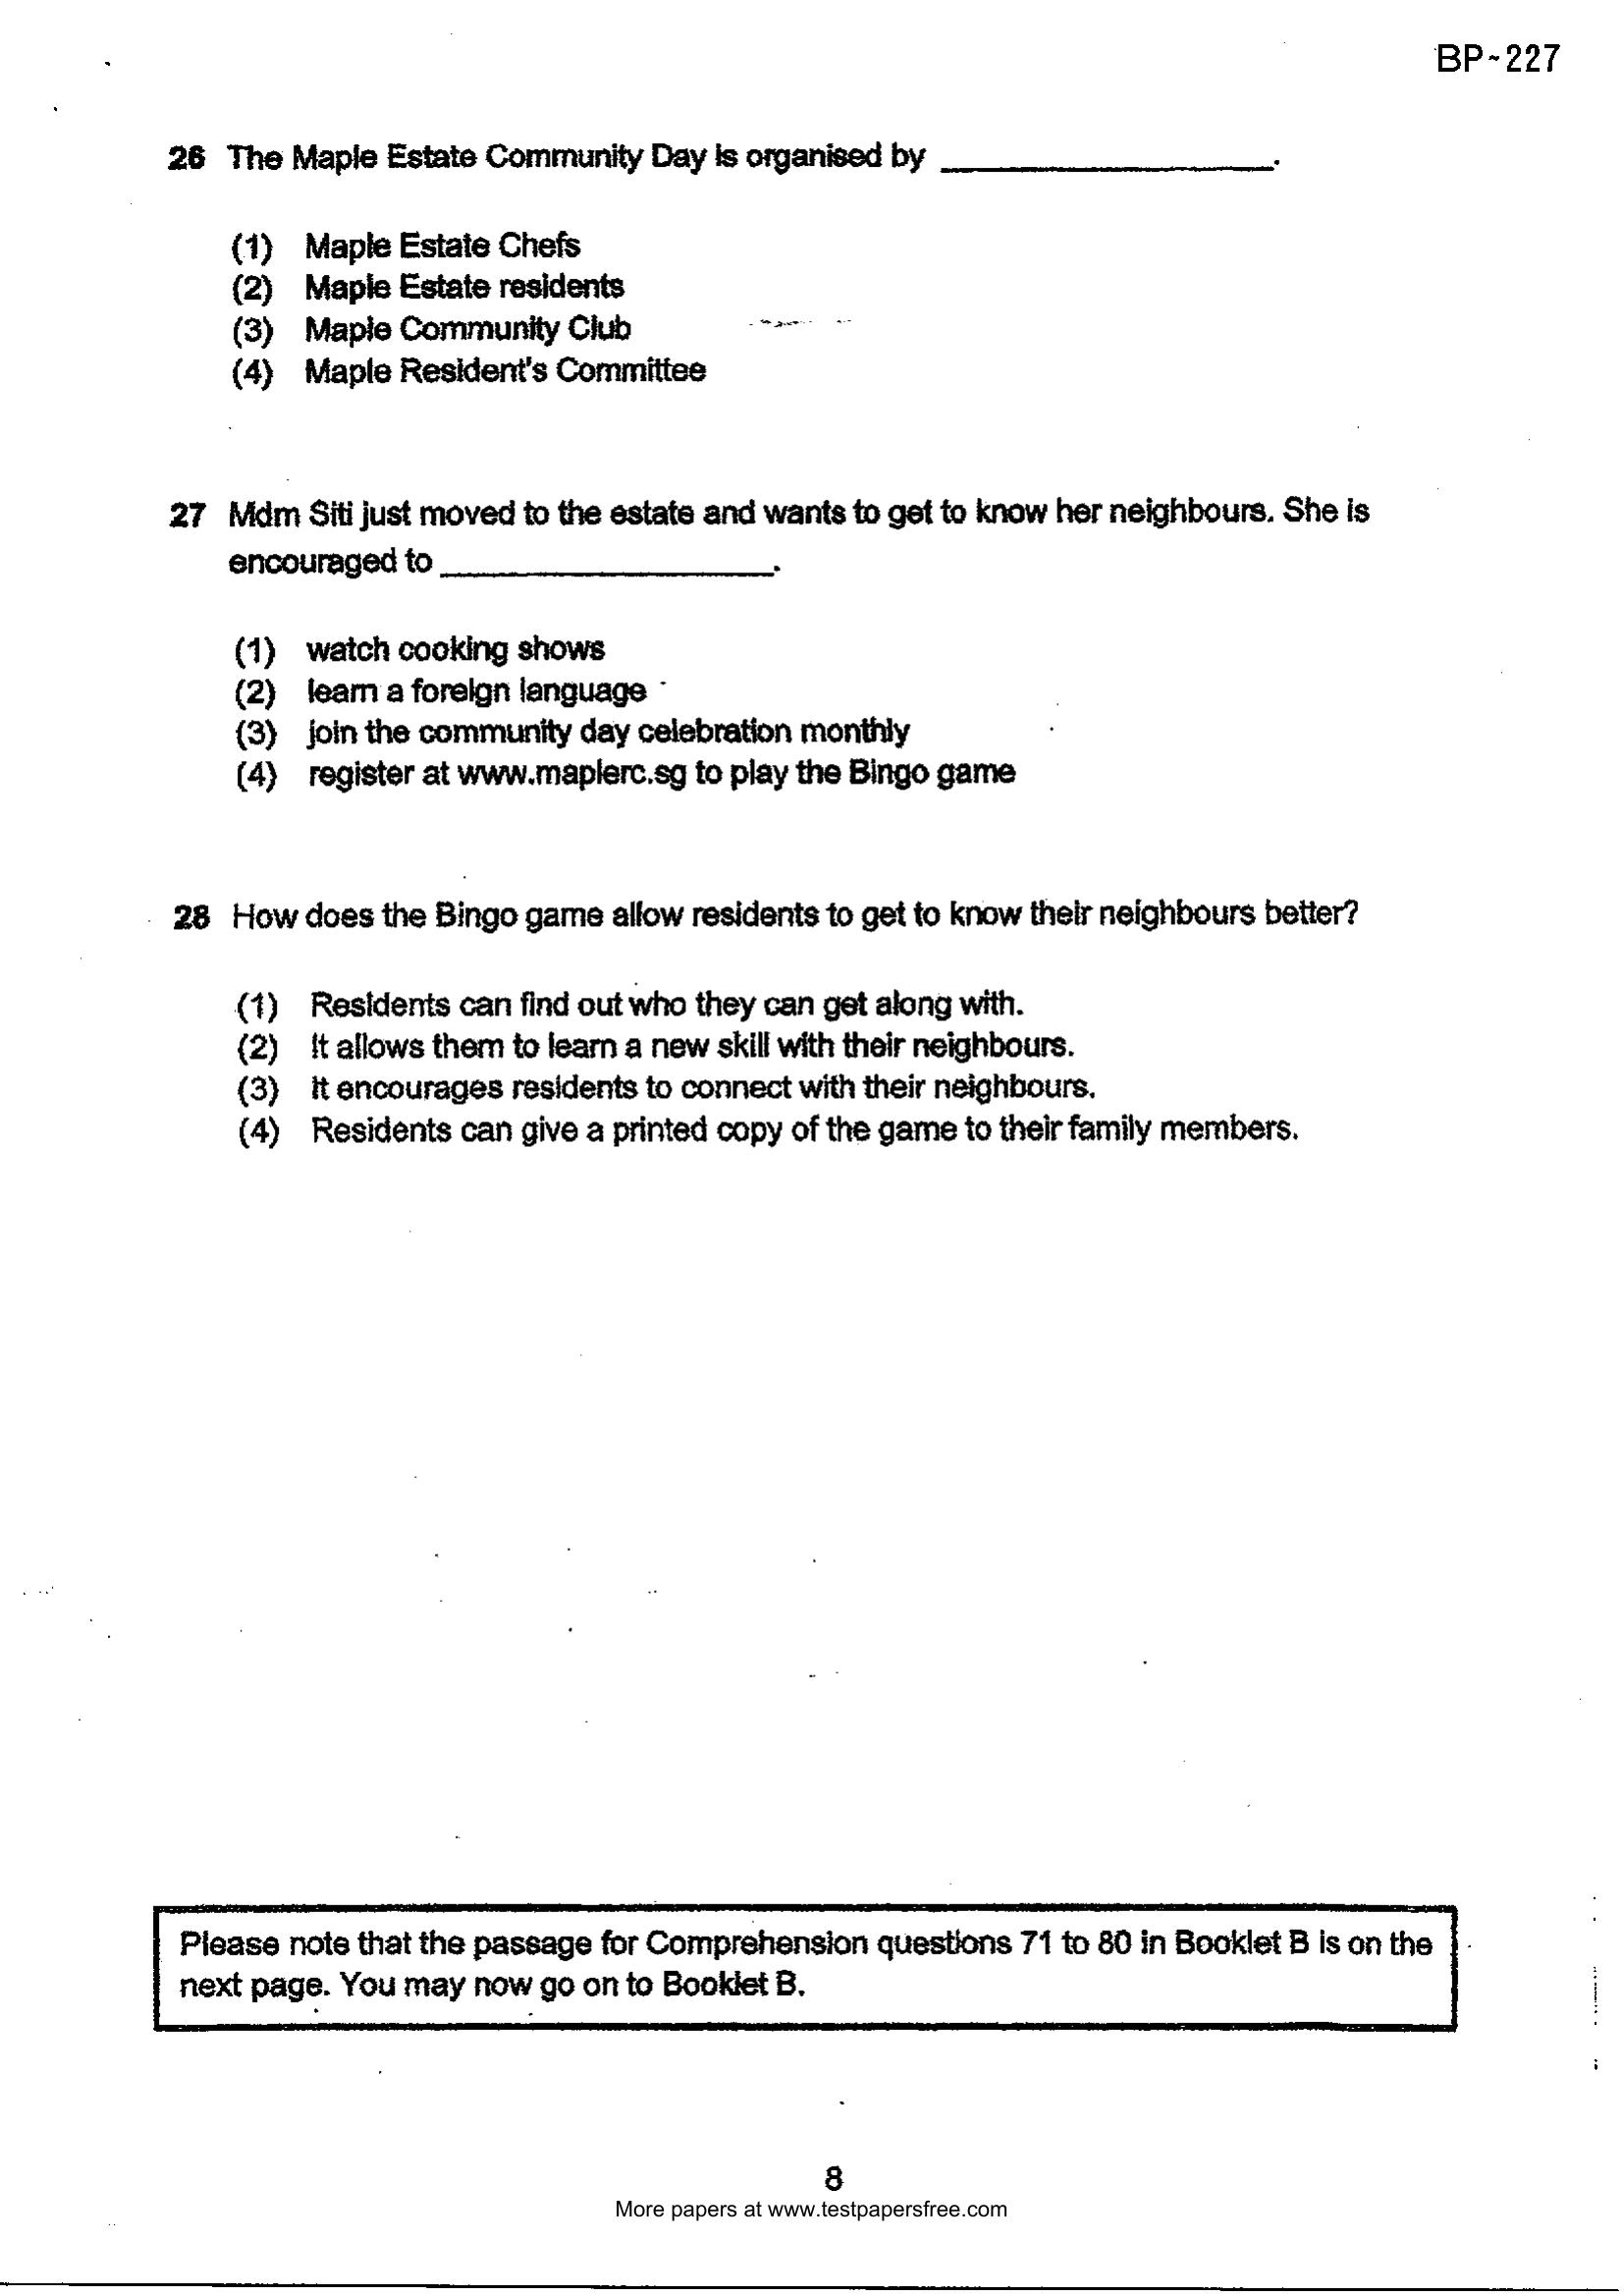 BP~227
26 The Maple Estate Community Day is organised by ____________________.
(1) Maple Estate Chefs
(2) Maple Estate residents
(3) Maple Community Club
(4) Maple Resident's Committee
27 Mdm Siti just moved to the estate and wants to get to know her neighbours. She is
encouraged to ____________________.
(1) watch cooking shows
(2) learn a foreign language
(3) join the community day celebration monthly
(4) register at www.maplerc.sg to play the Bingo game
28 How does the Bingo game allow residents to get to know their neighbours better?
(1) Residents can find out who they can get along with.
(2) It allows them to learn a new skill with their neighbours.
(3) It encourages residents to connect with their neighbours.
(4) Residents can give a printed copy of the game to their family members.
Please note that the passage for Comprehension questions 71 to 80 in Booklet B is on the
next page. You may now go on to Booklet B.
8
More papers at www.testpapersfree.com